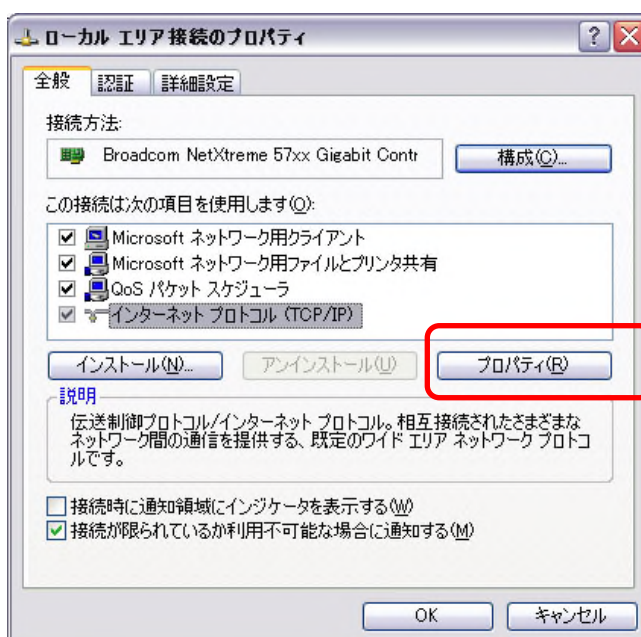 ローカル エリア接続のプロパティ
全般 認証 詳細設定
接続方法:
Broadcom NetXtreme 57xx Gigabit Contr 構成(C)...
この接続は次の項目を使用します(O):
Microsoft ネットワーク用クライアント
Microsoft ネットワーク用ファイルとプリンタ共有
QoS パケット スケジューラ
インターネット プロトコル (TCP/IP)
インストール(N)... アンインストール(U) プロパティ(R)
説明
伝送制御プロトコル/インターネット プロトコル。相互接続されたさまざまな
ネットワーク間の通信を提供する、既定のワイド エリア ネットワーク プロトコ
ルです。
接続時に通知領域にインジケータを表示する(W)
接続が限られているか利用不可能な場合に通知する(M)
OK キャンセル